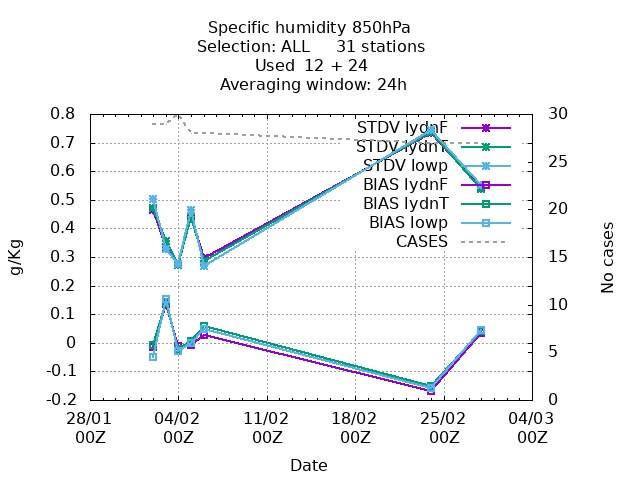 Specific humidity 850hPa
Selection: ALL 31 stations
Used 12 + 24
Averaging window: 24h
0.8
0.7
0.6
0.5
0.4
0.3
0.2
0.1
0
-0.1
-0.2
g/Kg
30
25
20
15
10
5
0
No cases
STDV lydnF
STDV lydnT
STDV lowp
BIAS lydnF
BIAS lydnT
BIAS lowp
CASES
28/01 04/02 11/02 18/02 25/02 04/03
00Z 00Z 00Z 00Z 00Z 00Z
Date